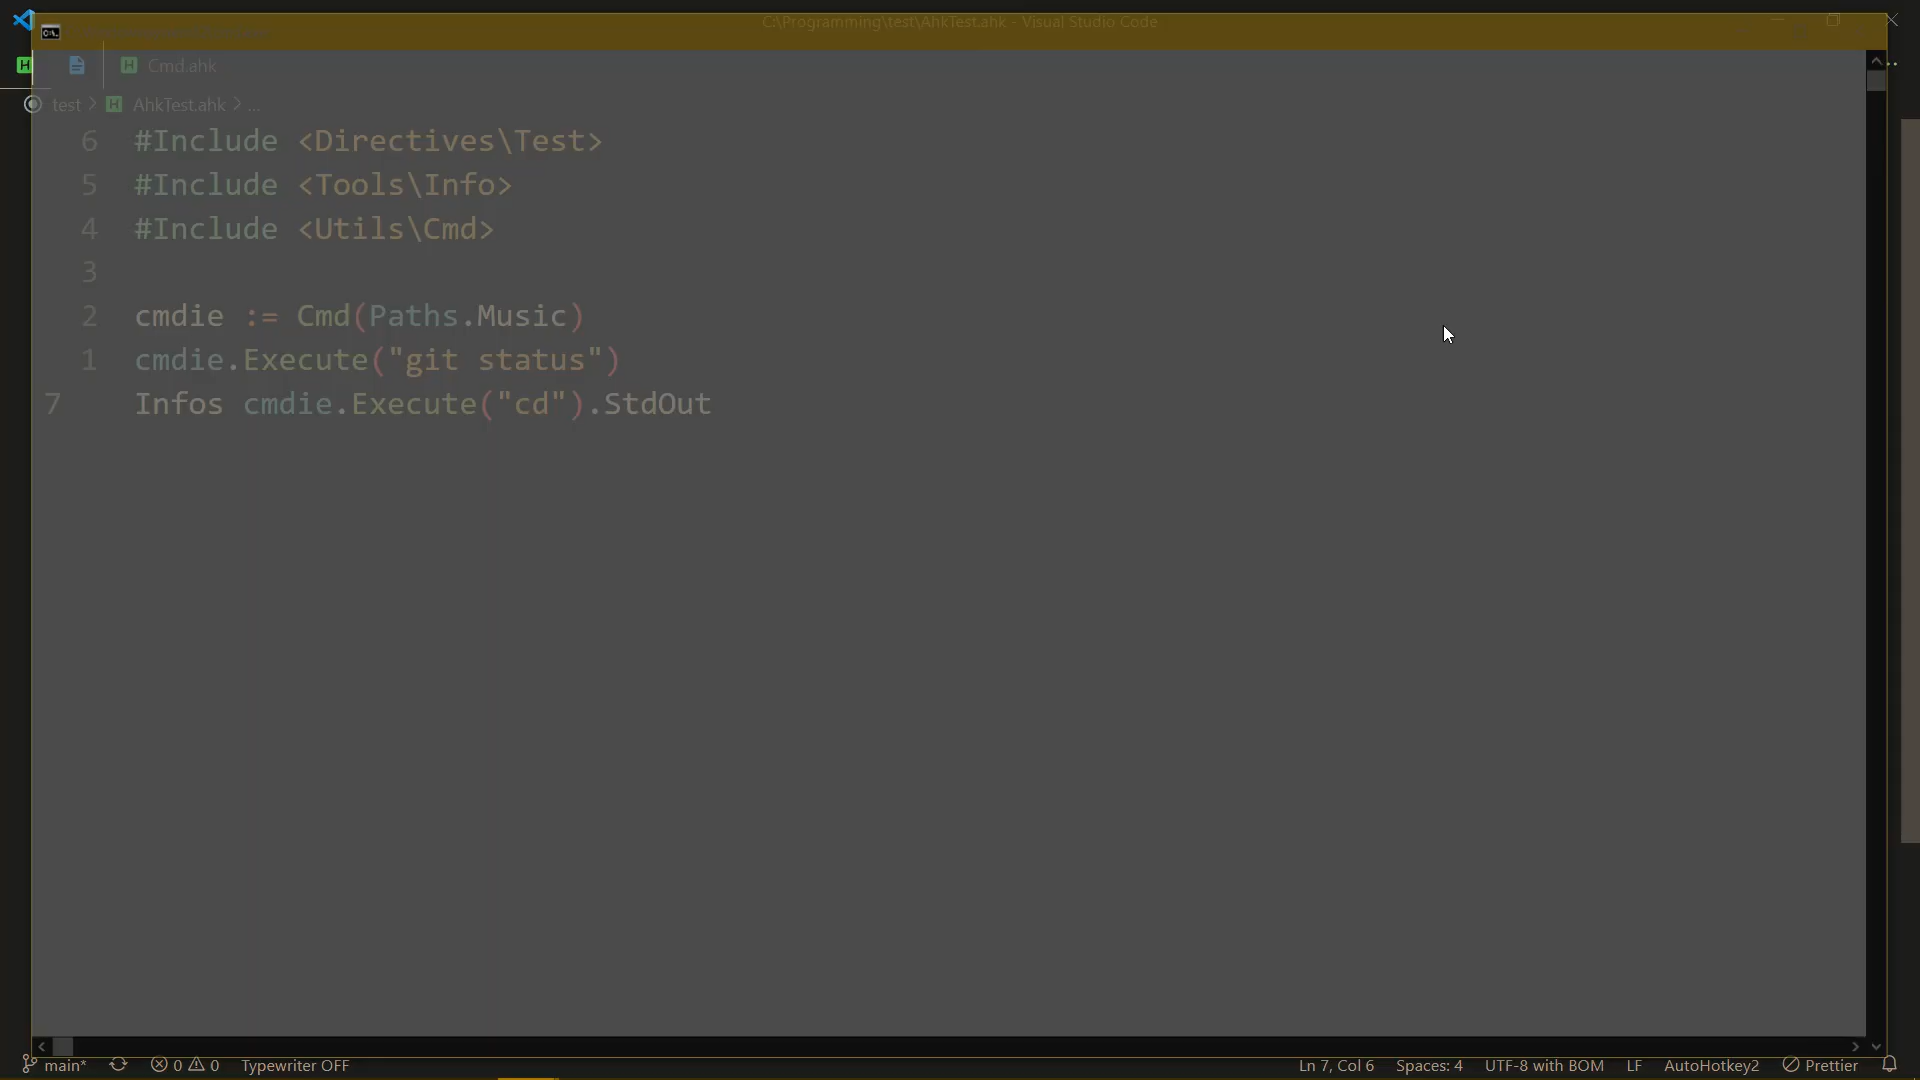 C:\Programming\test\AhkTest.ahk - Visual Studio Code
Cmd.ahk
test > AhkTest.ahk > ...
6 #Include <Directives\Test>
5 #Include <Tools\Info>
4 #Include <Utils\Cmd>
3
2 cmdie := Cmd(Paths.Music)
1 cmdie.Execute("git status")
7 Infos cmdie.Execute("cd").StdOut
main* 0 0 Typewriter OFF Ln 7, Col 6 Spaces: 4 UTF-8 with BOM LF AutoHotkey2 Prettier